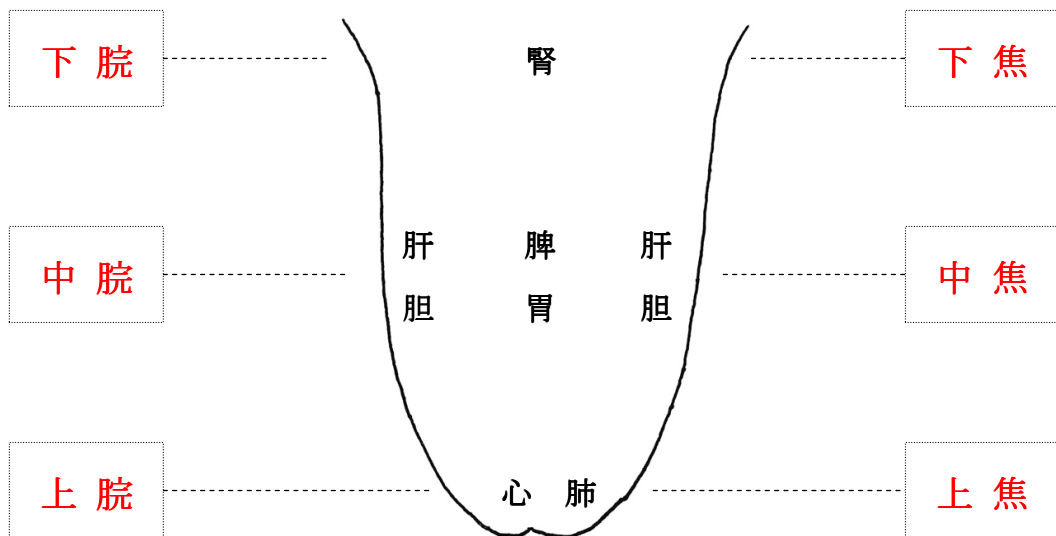 下脘 腎 下焦
肝 脾 肝
中脘 中焦
胆 胃 胆
上脘 心 肺 上焦